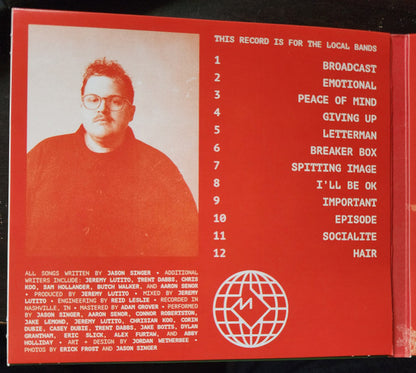 THIS RECORD IS FOR THE LOCAL BANDS
1 BROADCAST
2 EMOTIONAL
3 PEACE OF MIND
4 GIVING UP
5 LETTERMAN
6 BREAKER BOX
7 SPITTING IMAGE
8 I'LL BE OK
9 IMPORTANT
10 EPISODE
11 SOCIALITE
12 HAIR
ALL SONGS WRITTEN BY JASON SINGER • ADDITIONAL
WRITERS INCLUDE: JEREMY LUTITO, TRENT DABBS, CHRIS
KOO, SAM HOLLANDER, BUTCH WALKER, AND AARON SENOR
• PRODUCED BY JEREMY LUTITO • MIXED BY JEREMY
LUTITO • ENGINEERING BY REID LESLIE • RECORDED IN
NASHVILLE, TN • MASTERED BY ADAM GROVER • PERFORMED
BY JASON SINGER, AARON SENOR, CONNOR ROBERTSTON,
JAKE LEMOND, JEREMY LUTITO, CHRISIAN KOO, CORIN
DUBIE, CASEY DUBIE, TRENT DABBS, JAKE BOTTS, DYLAN
GRANTHAM, ERIC SLICK, ALEX FURTAW, AND ABBY
HOLLIDAY • ART + DESIGN BY JORDAN WETHERBEE •
PHOTOS BY ERICK FROST AND JASON SINGER